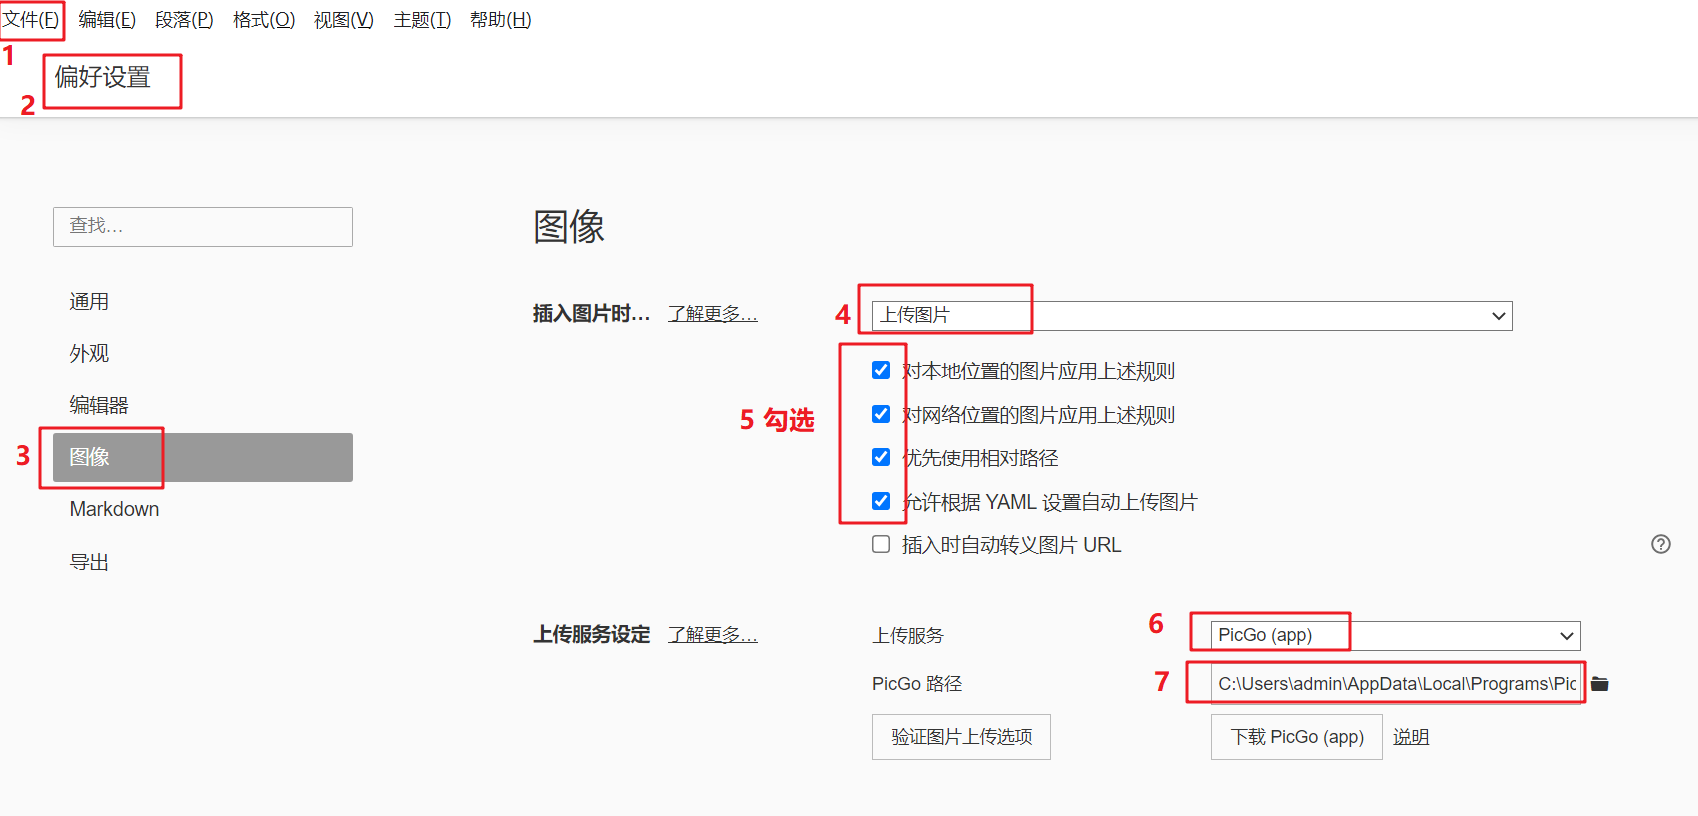 文件(F) 编辑(E) 段落(P) 格式(O) 视图(V) 主题(T) 帮助(H)
1
偏好设置
2
查找…
通用
外观
编辑器
3 图像
Markdown
导出
图像
插入图片时… 了解更多… 4 上传图片
5 勾选
对本地位置的图片应用上述规则
对网络位置的图片应用上述规则
优先使用相对路径
允许根据 YAML 设置自动上传图片
插入时自动转义图片 URL
上传服务设定 了解更多… 上传服务 6 PicGo (app)
PicGo 路径 7 C:\Users\admin\AppData\Local\Programs\Pic
验证图片上传选项 下载 PicGo (app) 说明